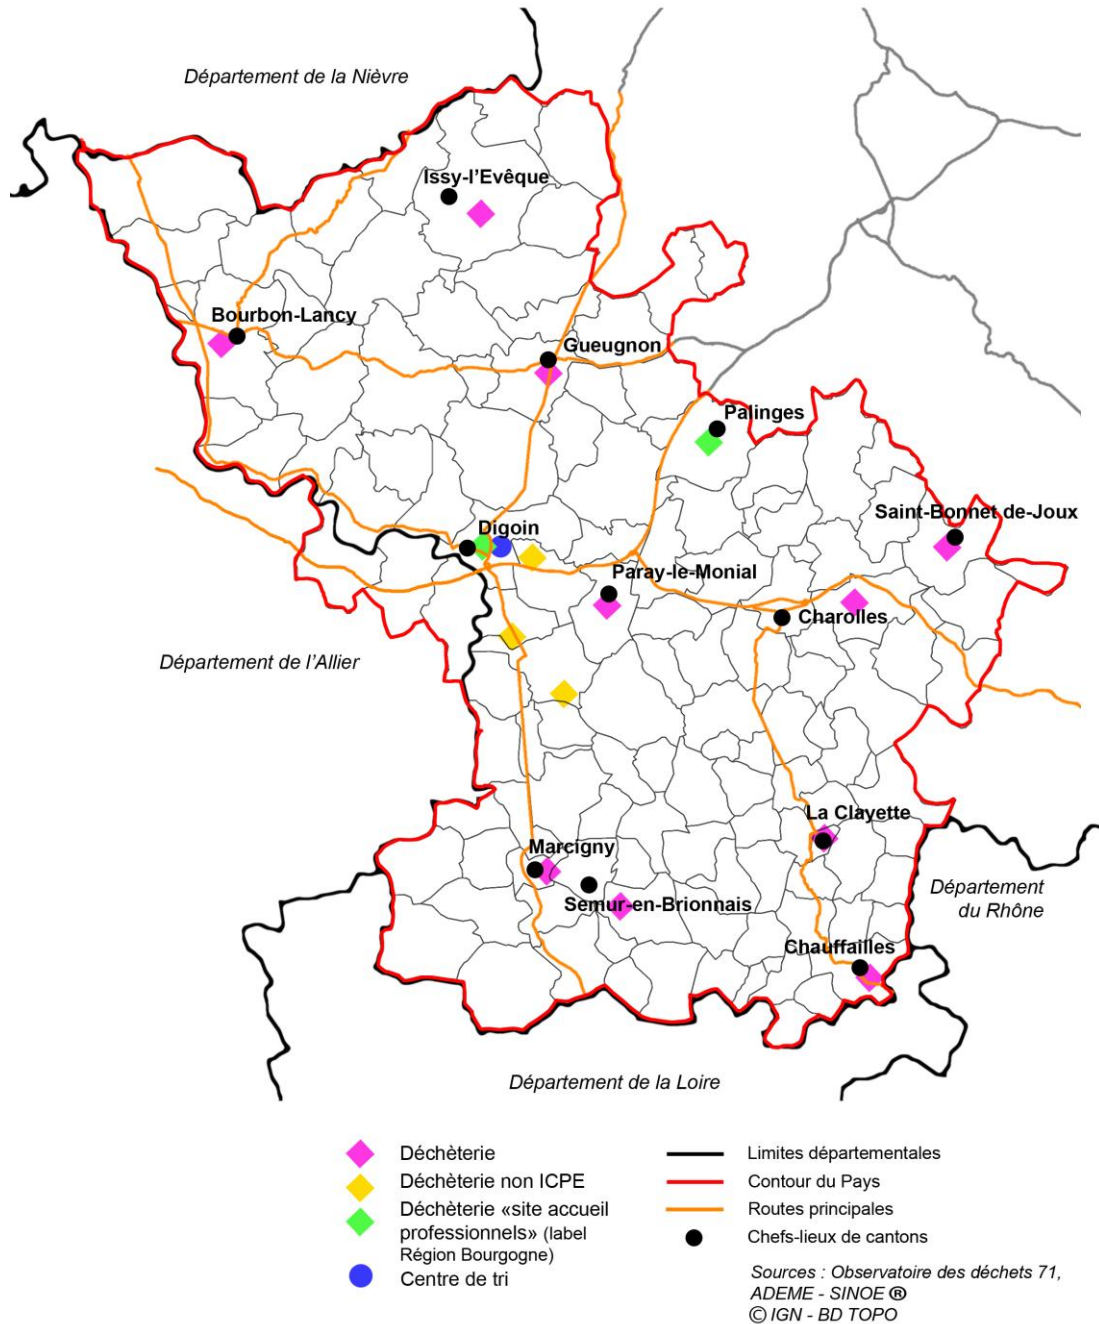 Département de la Nièvre
Issy-l'Evêque
Bourbon-Lancy
Gueugnon
Palinges
Saint-Bonnet de-Joux
Digoin
Paray-le-Monial
Charolles
Département de l'Allier
La Clayette
Marcigny
Département
du Rhône
Semur-en-Brionnais
Chauffailles
Département de la Loire
Déchèterie
Déchèterie non ICPE
Déchèterie «site accueil
professionnels» (label
Région Bourgogne)
Centre de tri
Limites départementales
Contour du Pays
Routes principales
Chefs-lieux de cantons
Sources : Observatoire des déchets 71,
ADEME - SINOE ®
© IGN - BD TOPO